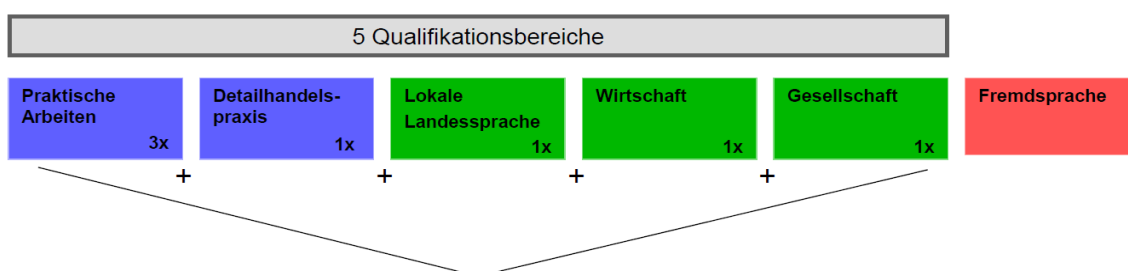 5 Qualifikationsbereiche
Praktische
Arbeiten
3x
Detailhandels-
praxis
1x
Lokale
Landessprache
1x
Wirtschaft
1x
Gesellschaft
1x
Fremdsprache
+
+
+
+